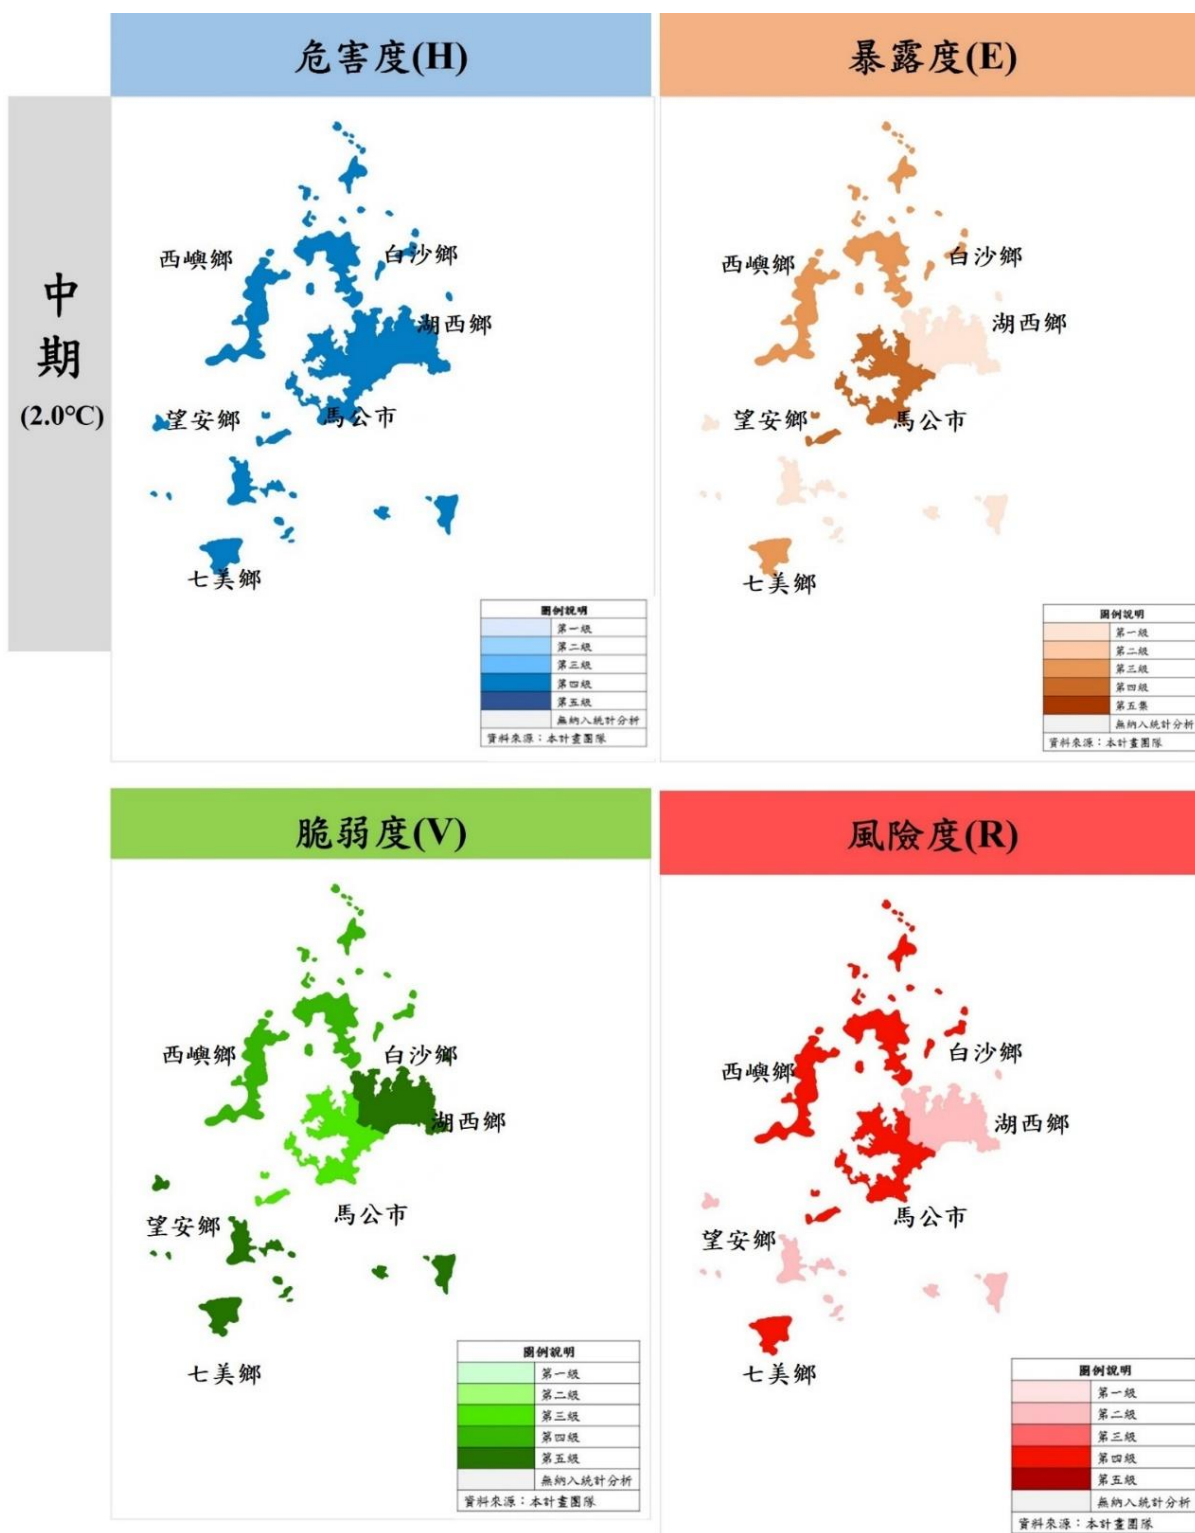 危害度(H)
暴露度(E)
中
期
(2.0°C)
西嶼鄉
白沙鄉
湖西鄉
望安鄉
馬公市
七美鄉
圖例說明
第一級
第二級
第三級
第四級
第五級
無納入統計分析
資料來源：本計畫團隊
西嶼鄉
白沙鄉
湖西鄉
望安鄉
馬公市
七美鄉
圖例說明
第一級
第二級
第三級
第四級
第五集
無納入統計分析
資料來源：本計畫團隊
脆弱度(V)
風險度(R)
西嶼鄉
白沙鄉
湖西鄉
望安鄉
馬公市
七美鄉
圖例說明
第一級
第二級
第三級
第四級
第五級
無納入統計分析
資料來源：本計畫團隊
西嶼鄉
白沙鄉
湖西鄉
馬公市
望安鄉
七美鄉
圖例說明
第一級
第二級
第三級
第四級
第五級
無納入統計分析
資料來源：本計畫團隊